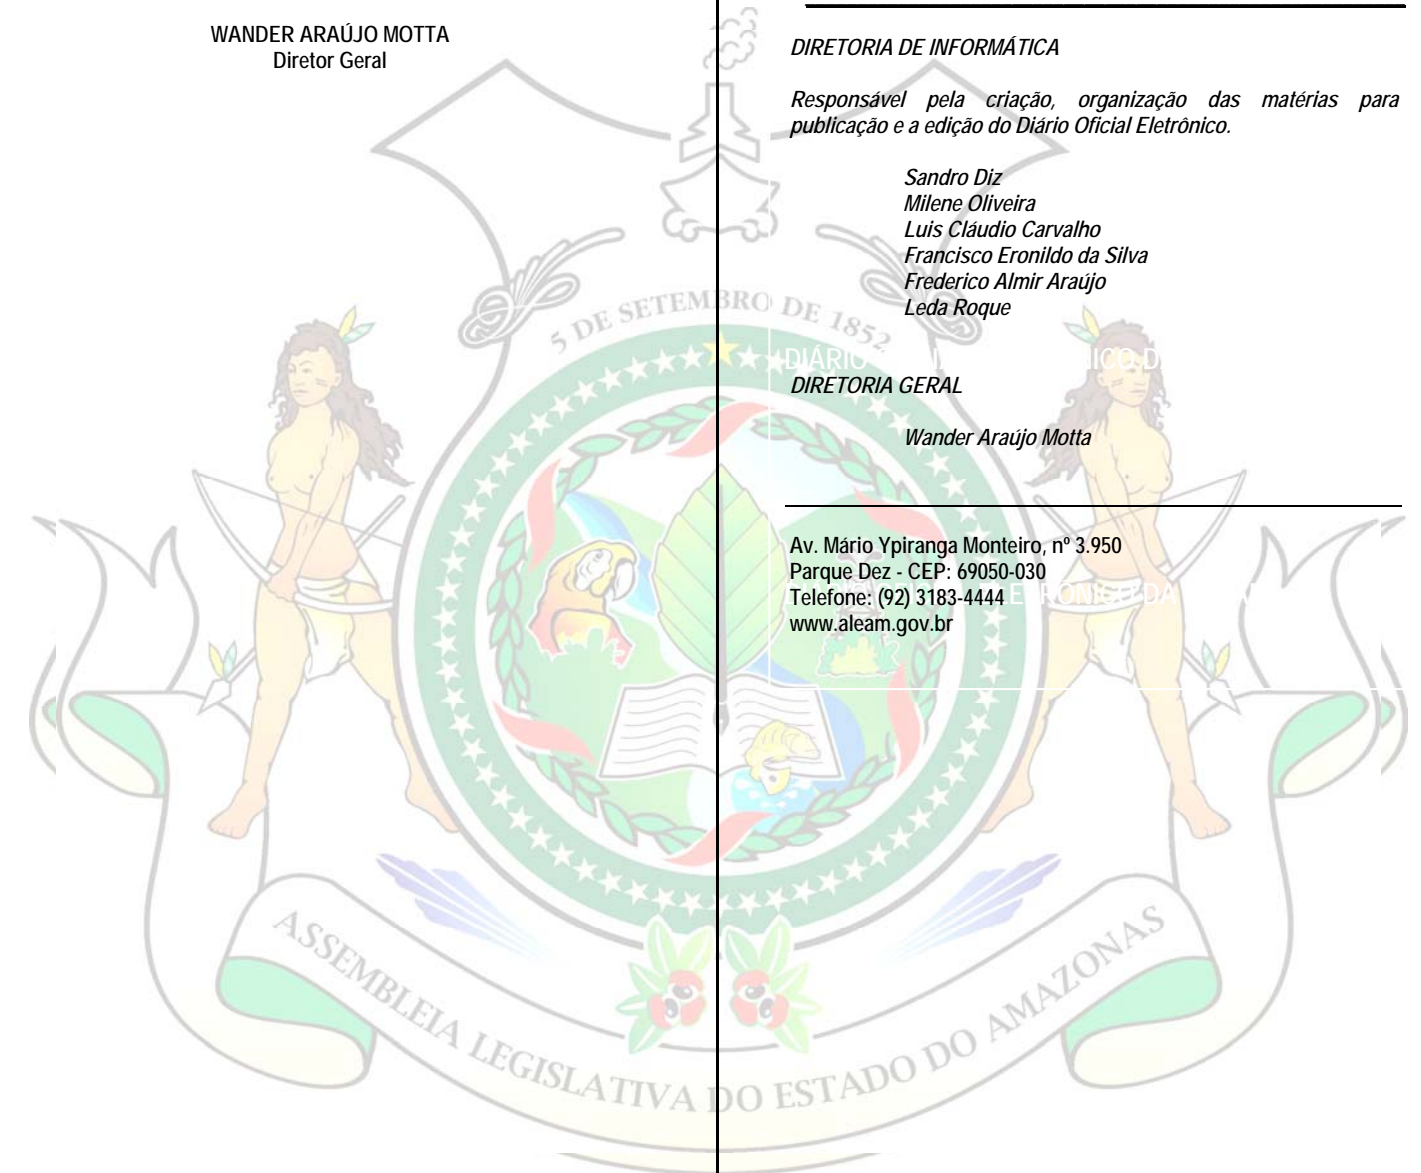 WANDER ARAÚJO MOTTA
Diretor Geral
DIRETORIA DE INFORMÁTICA
Responsável pela criação, organização das matérias para
publicação e a edição do Diário Oficial Eletrônico.
Sandro Diz
Milene Oliveira
Luis Cláudio Carvalho
Francisco Eronildo da Silva
Frederico Almir Araújo
Leda Roque
DIRETORIA GERAL
Wander Araújo Motta
Av. Mário Ypiranga Monteiro, nº 3.950
Parque Dez - CEP: 69050-030
Telefone: (92) 3183-4444
www.aleam.gov.br
5 DE SETEMBRO DE 1852
ASSEMBLEIA LEGISLATIVA DO ESTADO DO AMAZONAS